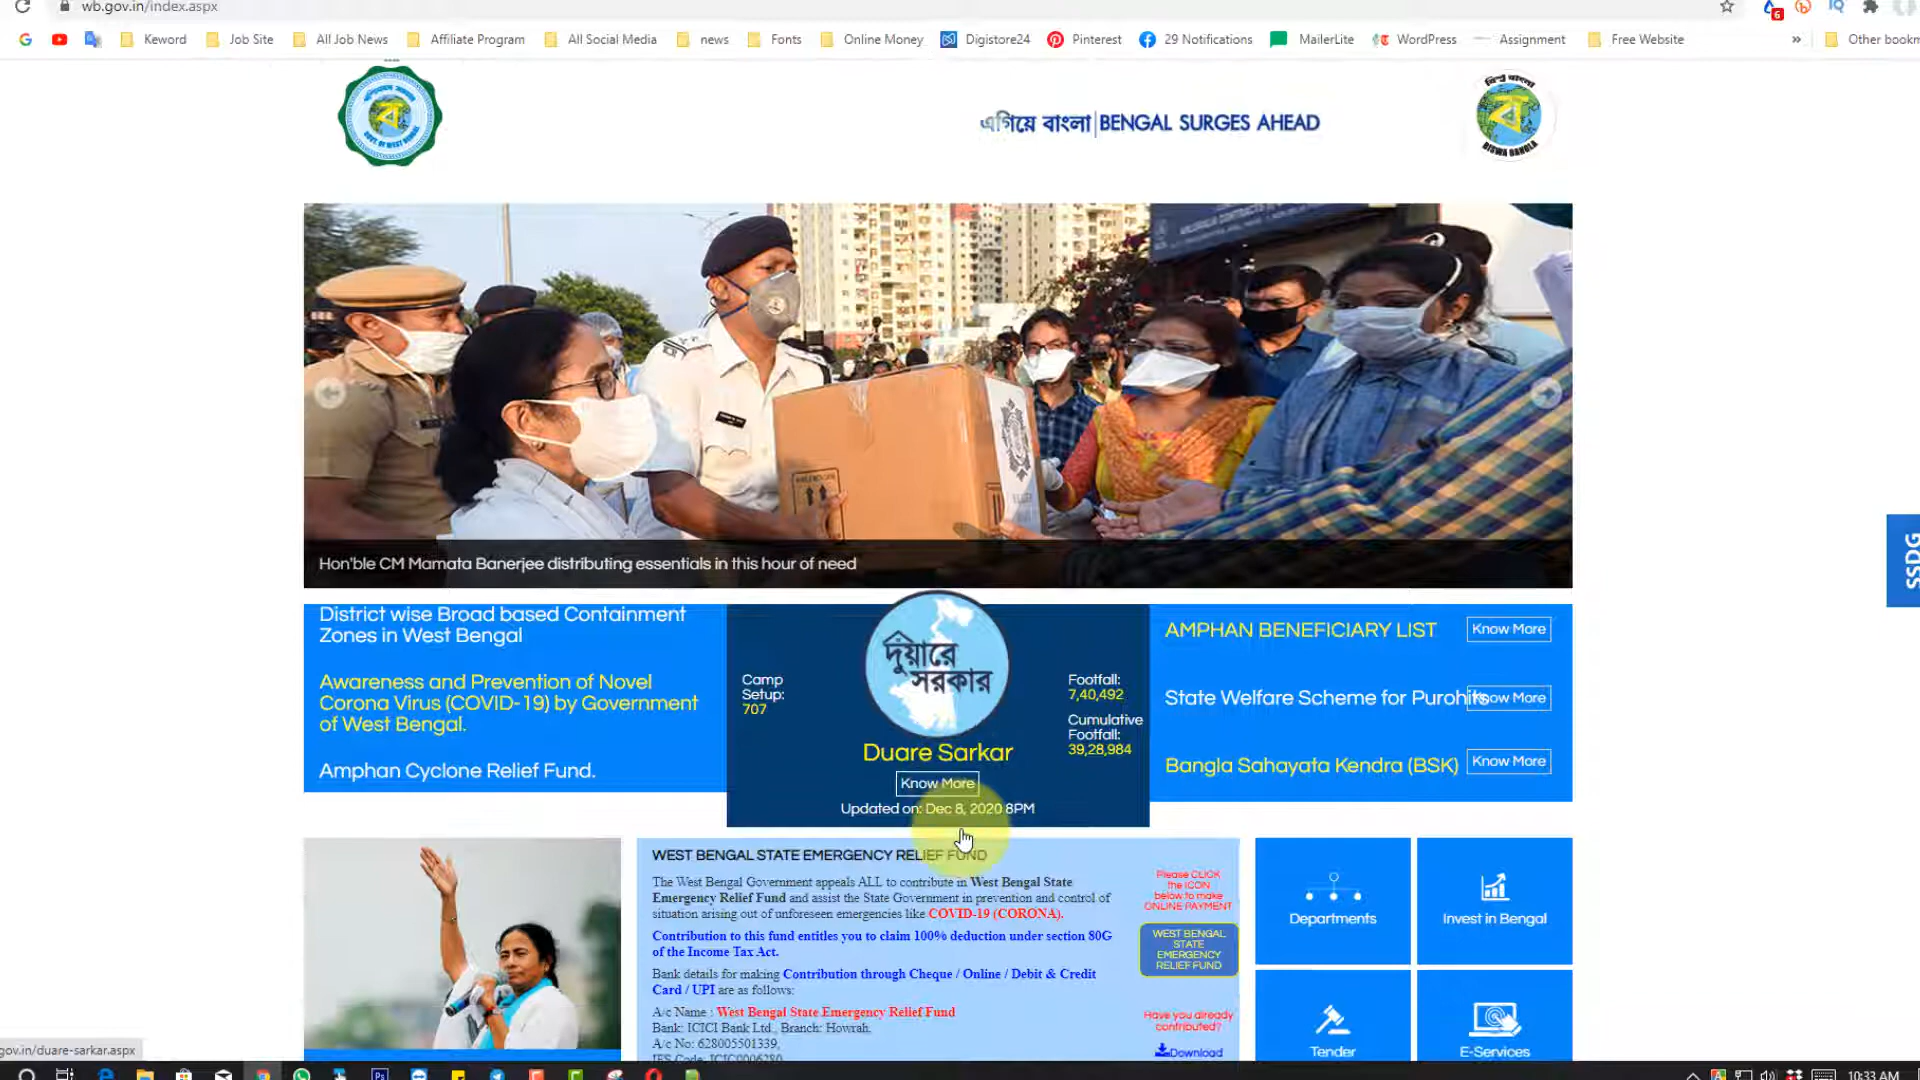 wb.gov.in/index.aspx
6
Keword
Job Site
All Job News
Affiliate Program
All Social Media
news
Fonts
Online Money
Digistore24
Pinterest
29 Notifications
MailerLite
WordPress
Assignment
Free Website
»
Other bookm
GOVT. OF WEST BENGAL
এগিয়ে বাংলা|BENGAL SURGES AHEAD
বিশ্ব বাংলা
ব
BISWA BANGLA
Hon'ble CM Mamata Banerjee distributing essentials in this hour of need
SSDG
District wise Broad based Containment
Zones in West Bengal
Awareness and Prevention of Novel
Corona Virus (COVID-19) by Government
of West Bengal.
Amphan Cyclone Relief Fund.
Camp
Setup:
707
দুয়ারে
সরকার
Duare Sarkar
Know More
Updated on: Dec 8, 2020 8PM
Footfall:
7,40,492
Cumulative
Footfall:
39,28,984
AMPHAN BENEFICIARY LIST Know More
State Welfare Scheme for Purohits Know More
Bangla Sahayata Kendra (BSK) Know More
WEST BENGAL STATE EMERGENCY RELIEF FUND
The West Bengal Government appeals ALL to contribute in West Bengal State
Emergency Relief Fund and assist the State Government in prevention and control of
situation arising out of unforeseen emergencies like COVID-19 (CORONA).
Contribution to this fund entitles you to claim 100% deduction under section 80G
of the Income Tax Act.
Bank details for making Contribution through Cheque / Online / Debit & Credit
Card / UPI are as follows:
A/c Name : West Bengal State Emergency Relief Fund
Bank: ICICI Bank Ltd., Branch: Howrah,
A/c No: 628005501339,
IFS Code: ICIC0006280
Please CLICK
the ICON
below to make
ONLINE PAYMENT
WEST BENGAL
STATE
EMERGENCY
RELIEF FUND
Have you already
contributed?
Download
Departments
Invest in Bengal
Tender
E-Services
gov.in/duare-sarkar.aspx
10:33 AM